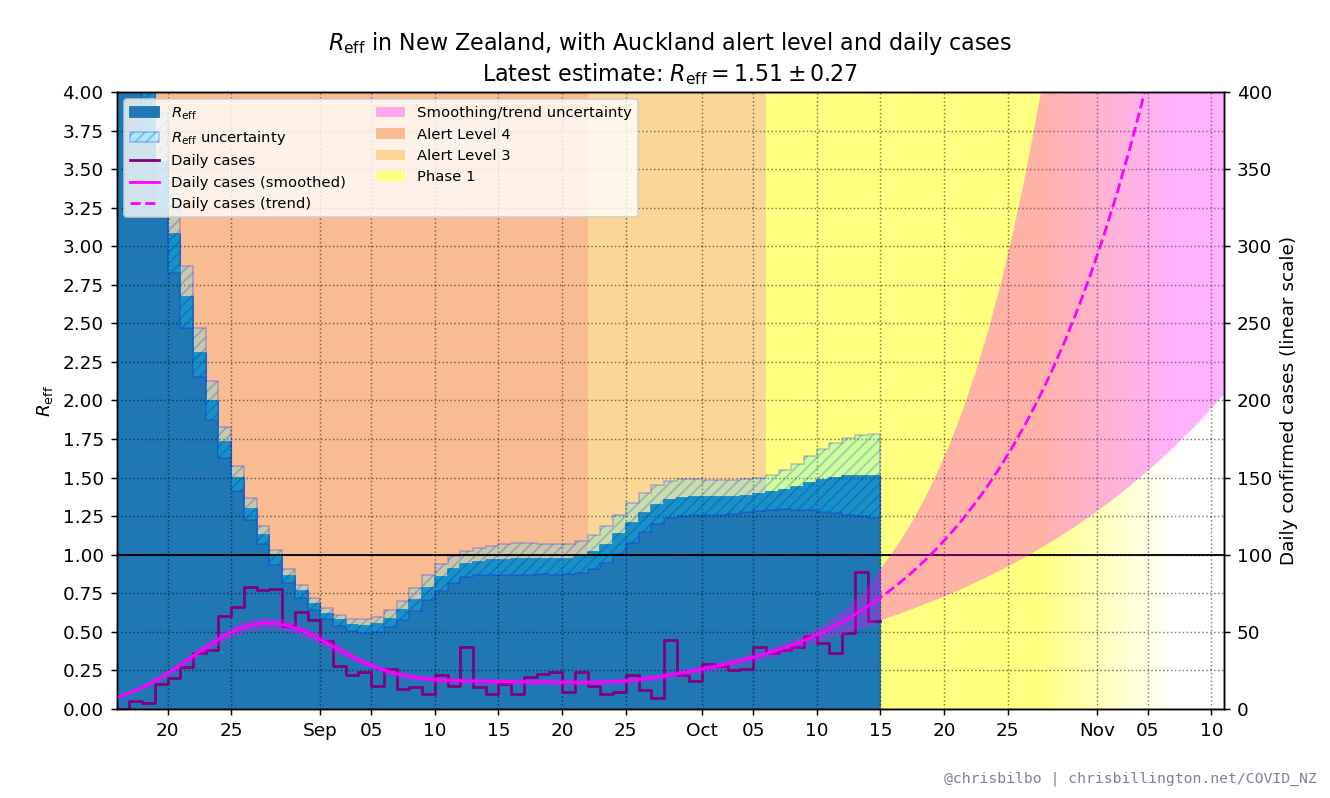 R_eff in New Zealand, with Auckland alert level and daily cases
Latest estimate: R_eff = 1.51 ± 0.27
R_eff
R_eff uncertainty
Daily cases
Daily cases (smoothed)
Daily cases (trend)
Smoothing/trend uncertainty
Alert Level 4
Alert Level 3
Phase 1
4.00
3.75
3.50
3.25
3.00
2.75
2.50
2.25
2.00
1.75
1.50
1.25
1.00
0.75
0.50
0.25
0.00
R_eff
400
350
300
250
200
150
100
50
0
Daily confirmed cases (linear scale)
20 25 Sep 05 10 15 20 25 Oct 05 10 15 20 25 Nov 05 10
@chrisbilbo | chrisbillington.net/COVID_NZ